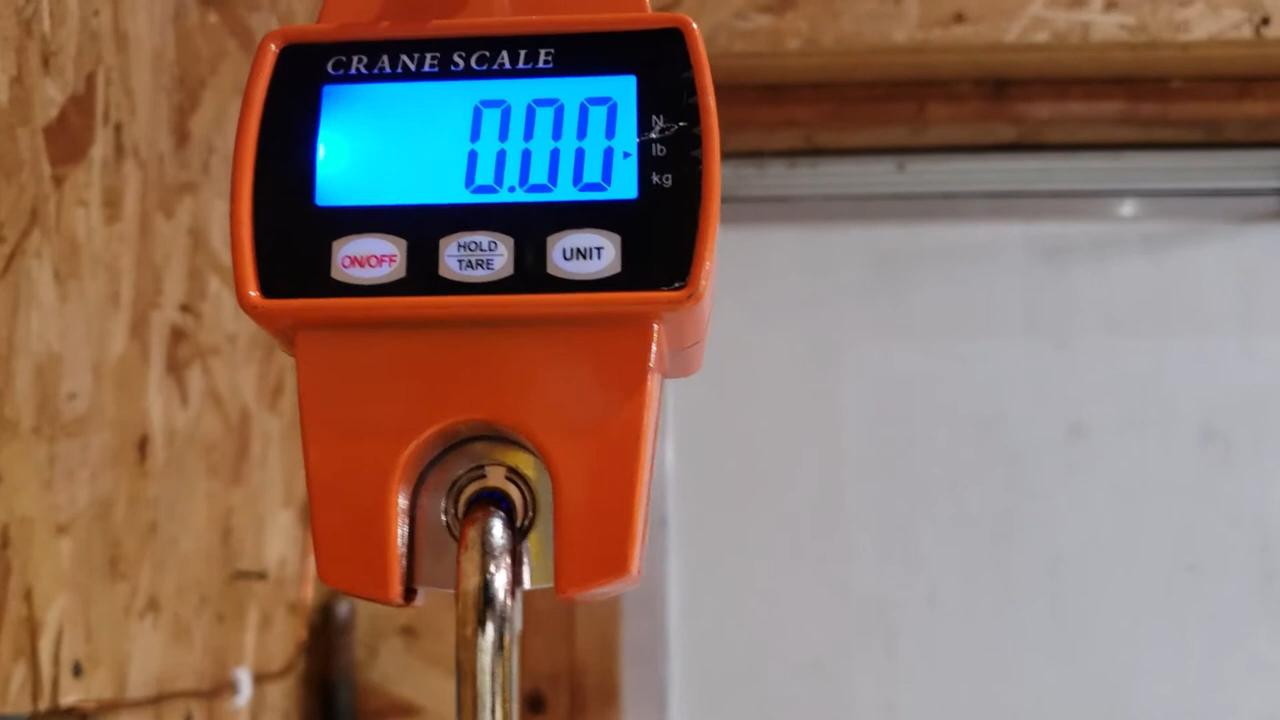 CRANE SCALE
0.00
N
lb
kg
ON/OFF
HOLD
TARE
UNIT